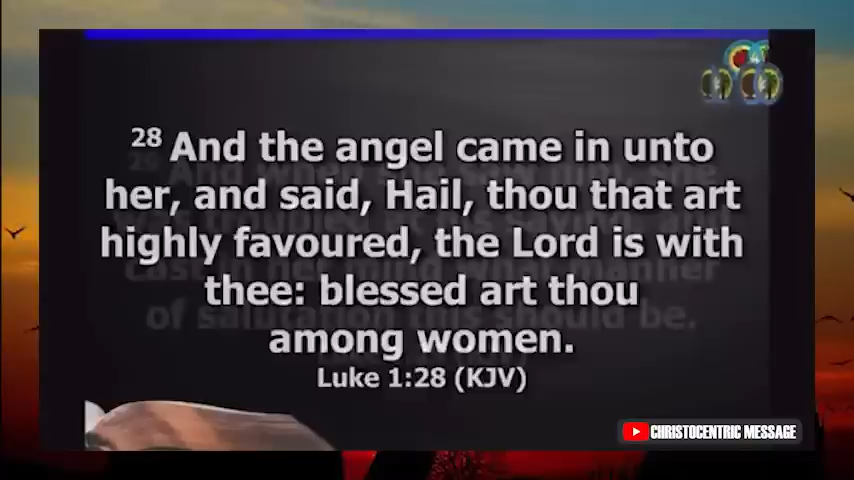 28 And the angel came in unto
her, and said, Hail, thou that art
highly favoured, the Lord is with
thee: blessed art thou
among women.
Luke 1:28 (KJV)
CHRISTOCENTRIC MESSAGE